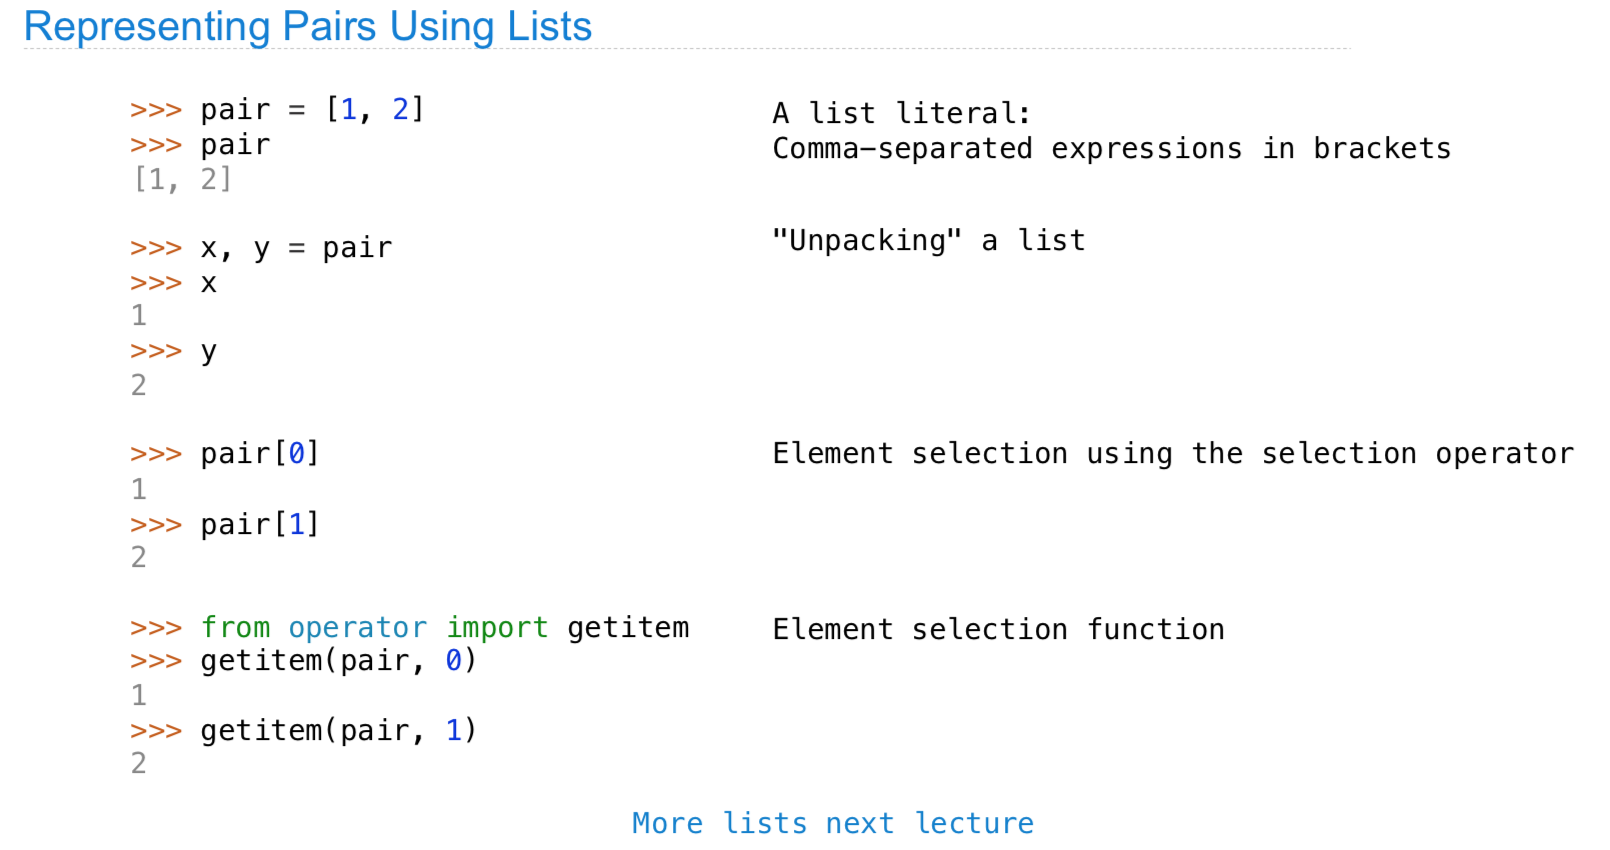 Representing Pairs Using Lists
>>> pair = [1, 2]
>>> pair
[1, 2]
A list literal:
Comma-separated expressions in brackets
>>> x, y = pair
>>> x
1
>>> y
2
"Unpacking" a list
>>> pair[0]
1
>>> pair[1]
2
Element selection using the selection operator
>>> from operator import getitem
>>> getitem(pair, 0)
1
>>> getitem(pair, 1)
2
Element selection function
More lists next lecture